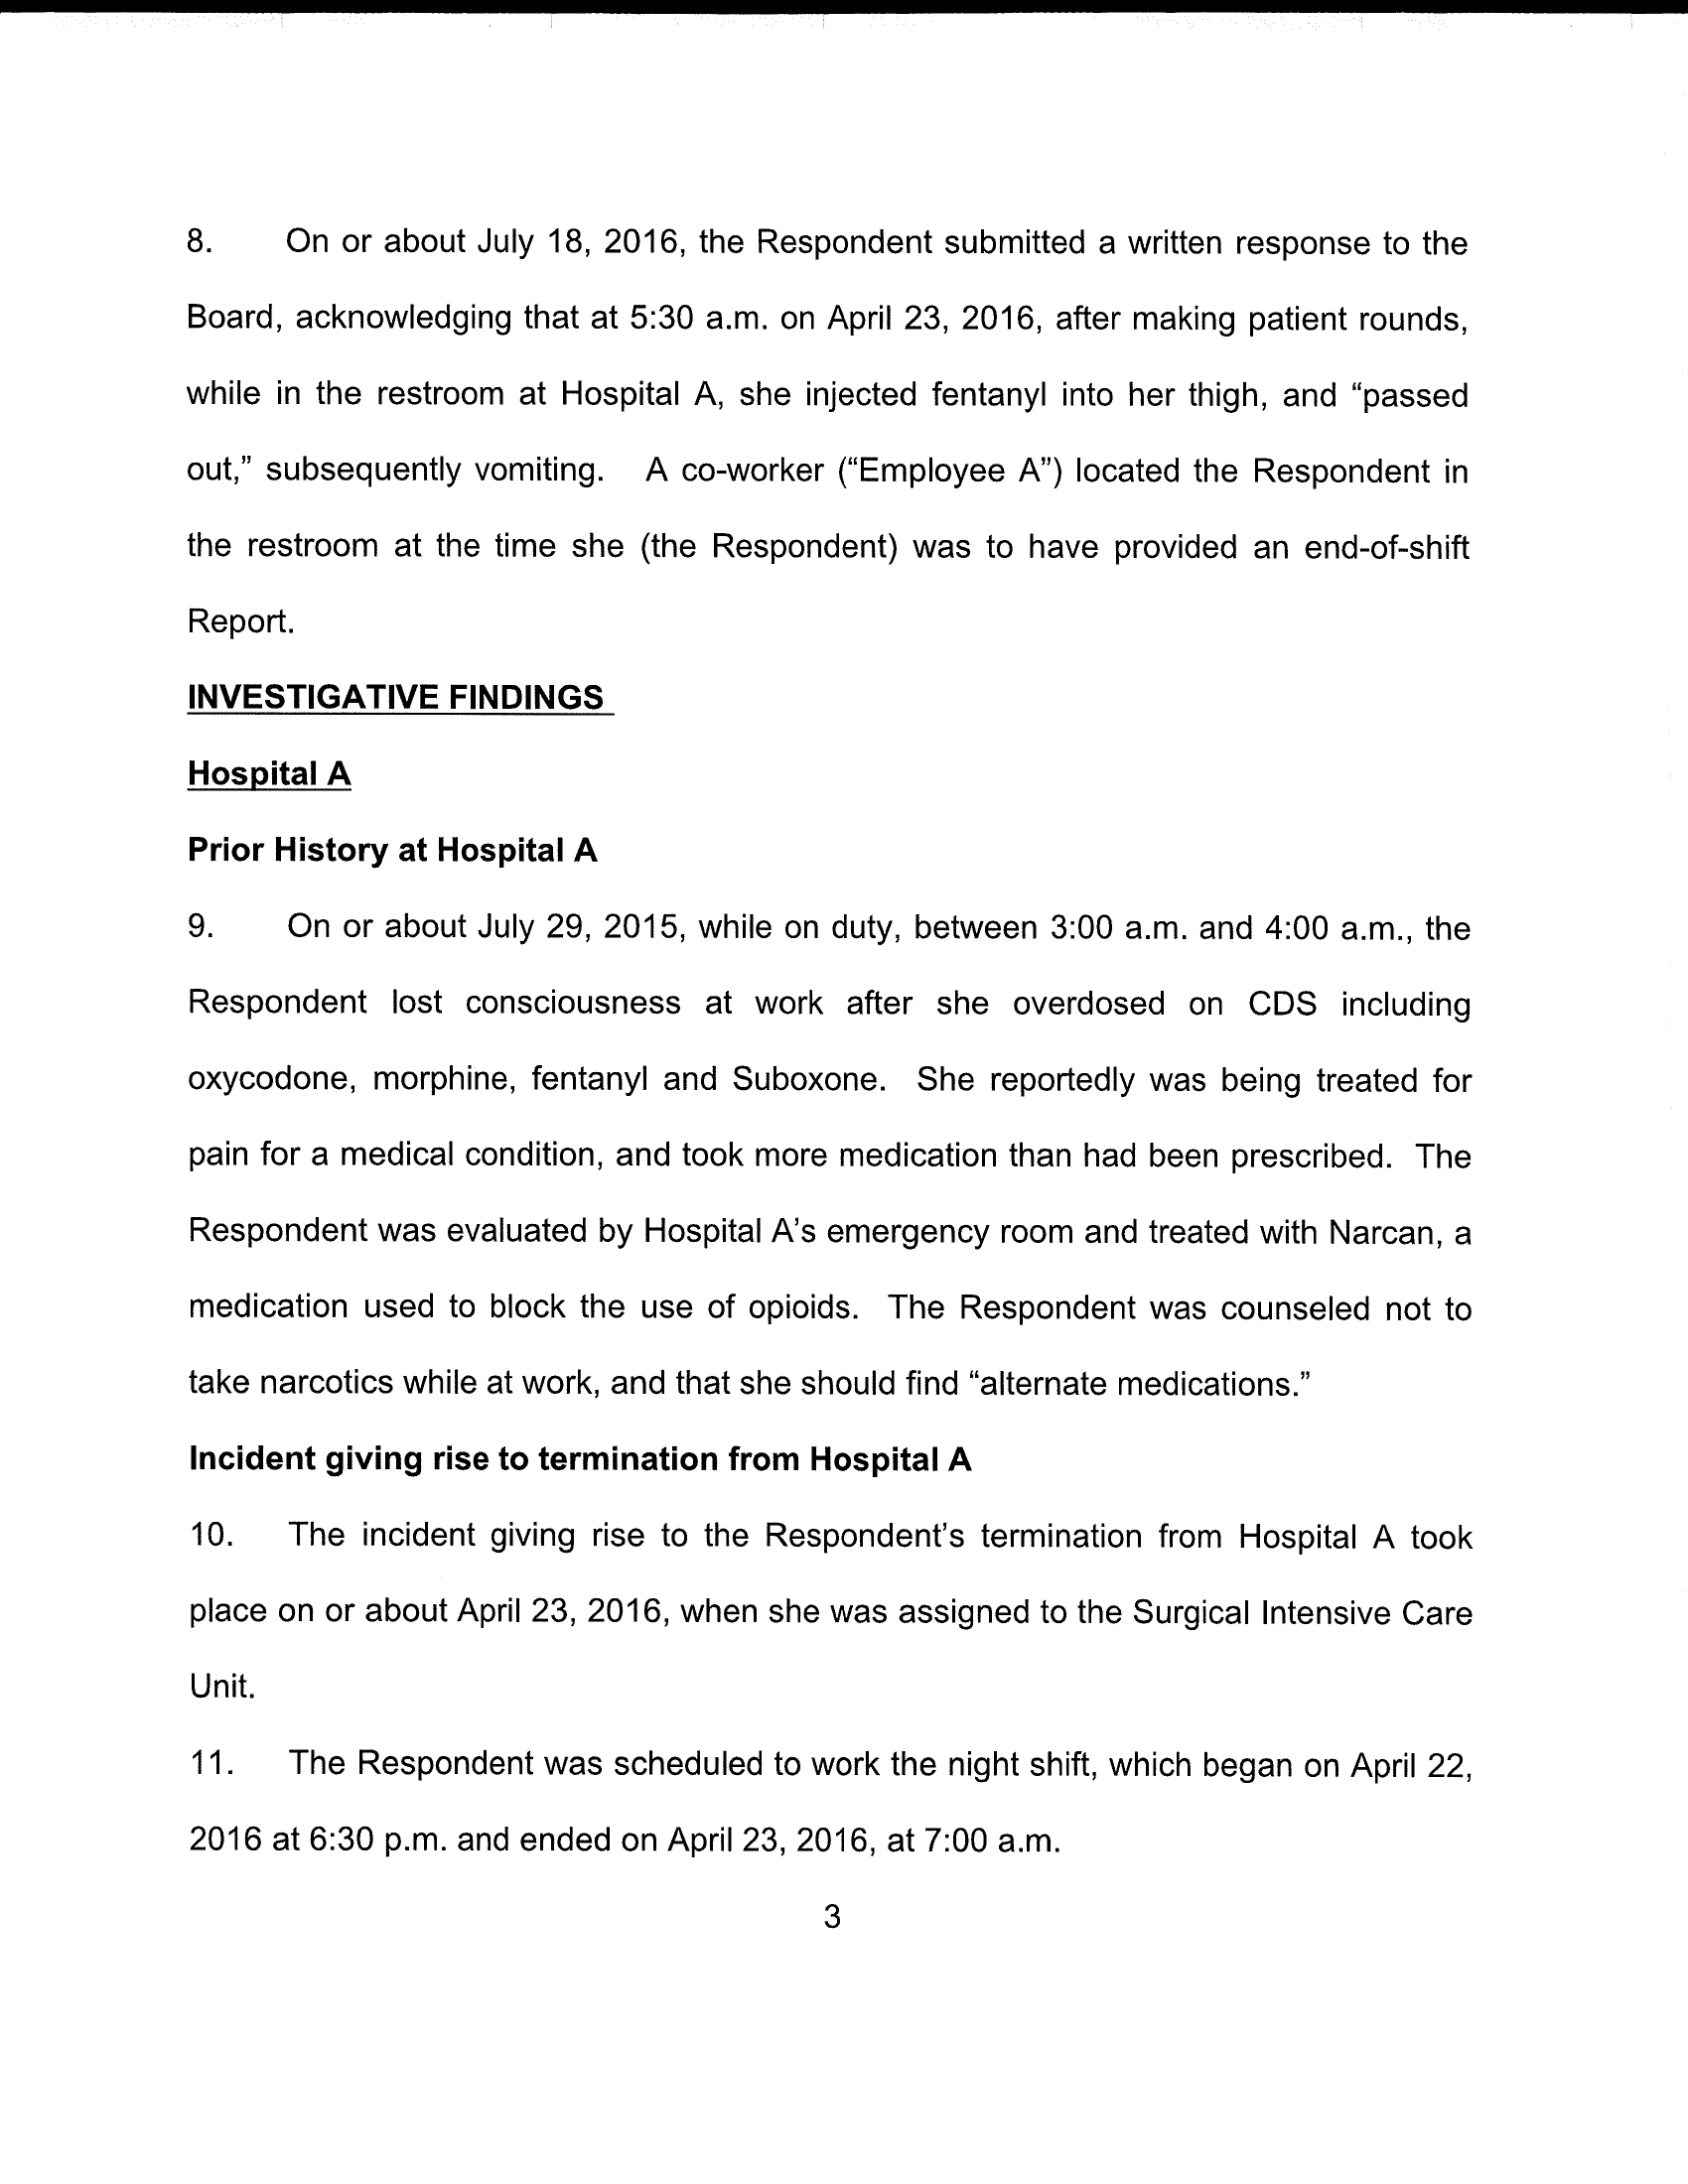 8. On or about July 18, 2016, the Respondent submitted a written response to the
Board, acknowledging that at 5:30 a.m. on April 23, 2016, after making patient rounds,
while in the restroom at Hospital A, she injected fentanyl into her thigh, and “passed
out,” subsequently vomiting. A co-worker (“Employee A”) located the Respondent in
the restroom at the time she (the Respondent) was to have provided an end-of-shift
Report.
INVESTIGATIVE FINDINGS
Hospital A
Prior History at Hospital A
9. On or about July 29, 2015, while on duty, between 3:00 a.m. and 4:00 a.m., the
Respondent lost consciousness at work after she overdosed on CDS including
oxycodone, morphine, fentanyl and Suboxone. She reportedly was being treated for
pain for a medical condition, and took more medication than had been prescribed. The
Respondent was evaluated by Hospital A’s emergency room and treated with Narcan, a
medication used to block the use of opioids. The Respondent was counseled not to
take narcotics while at work, and that she should find “alternate medications.”
Incident giving rise to termination from Hospital A
10. The incident giving rise to the Respondent’s termination from Hospital A took
place on or about April 23, 2016, when she was assigned to the Surgical Intensive Care
Unit.
11. The Respondent was scheduled to work the night shift, which began on April 22,
2016 at 6:30 p.m. and ended on April 23, 2016, at 7:00 a.m.
3